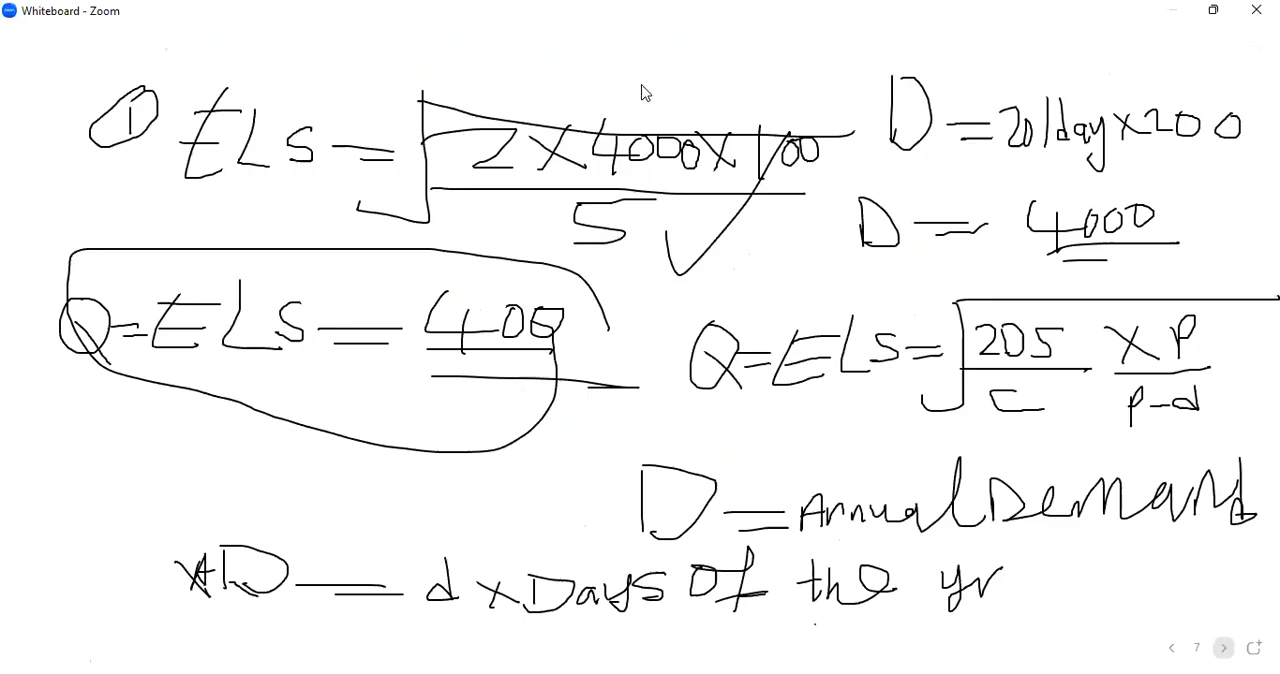 Whiteboard - Zoom
① ELS = √ 2 X 4000 X 100
5
D = 20/day x 200
D = 4000
Q = ELS = 400
Q = ELS = √ 2DS X P
C P-d
D = Annual Demand
D = d x Days Of the yr
7